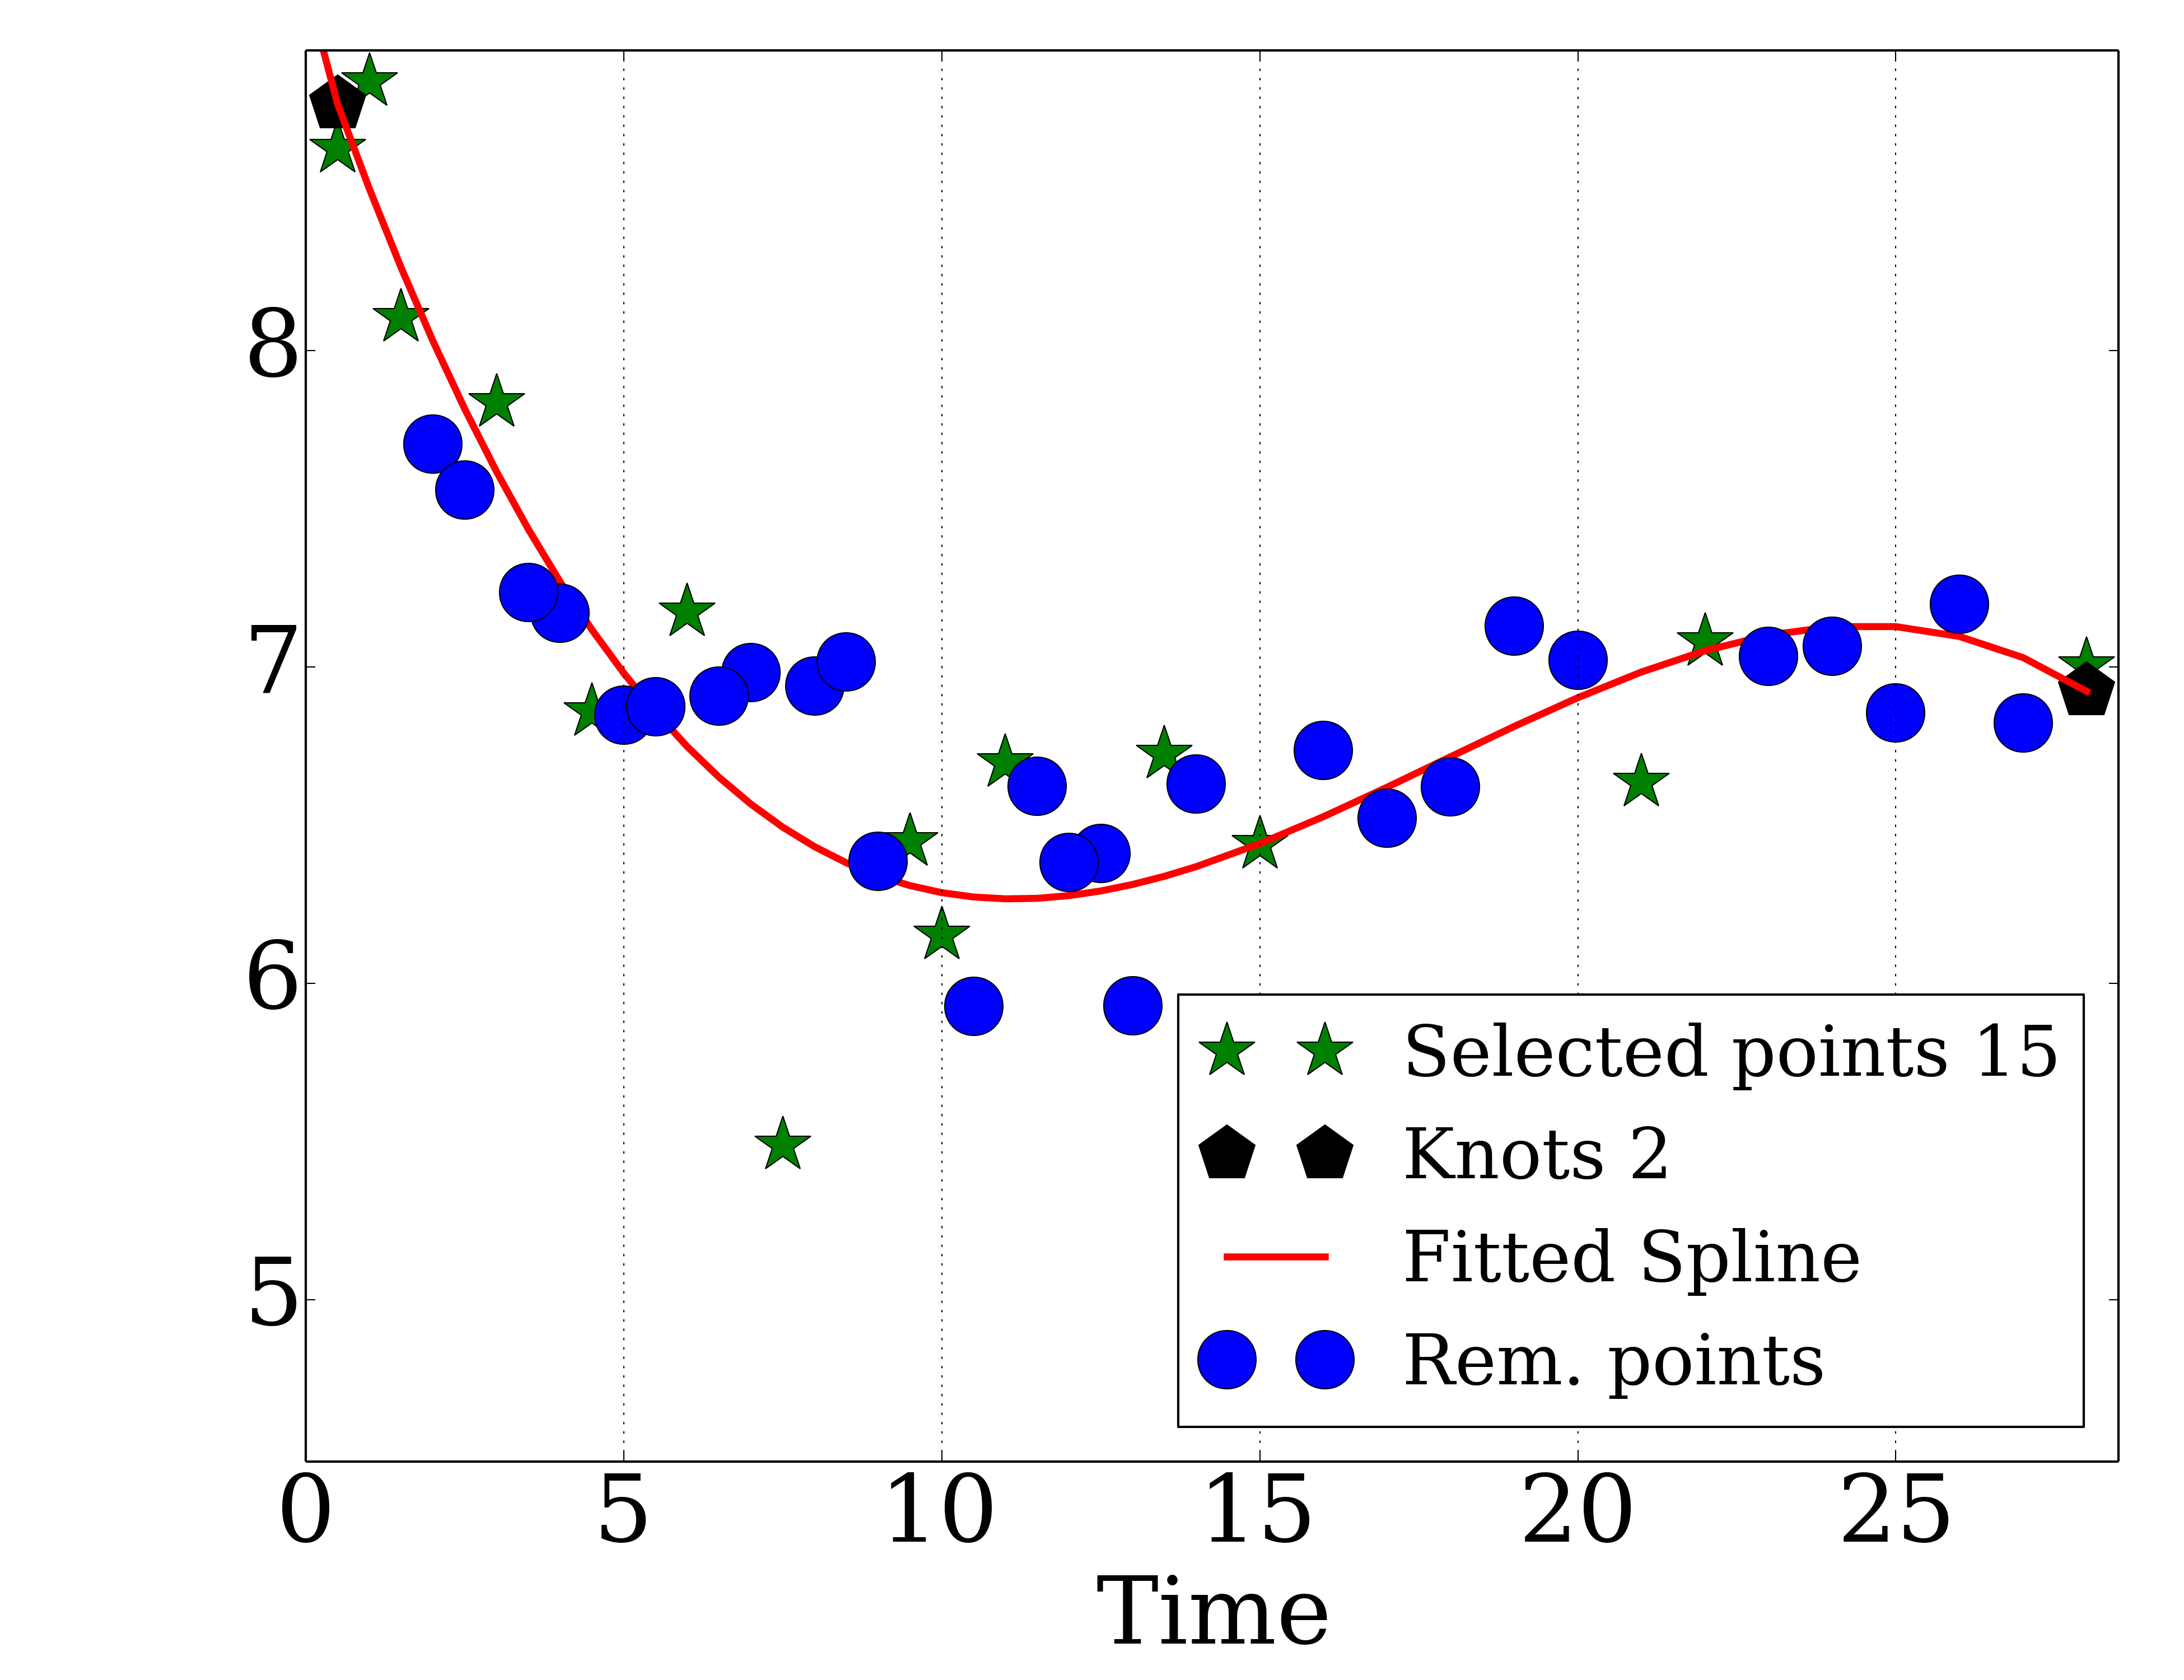 8
7
6
5
Selected points 15
Knots 2
Fitted Spline
Rem. points
0 5 10 15 20 25
Time